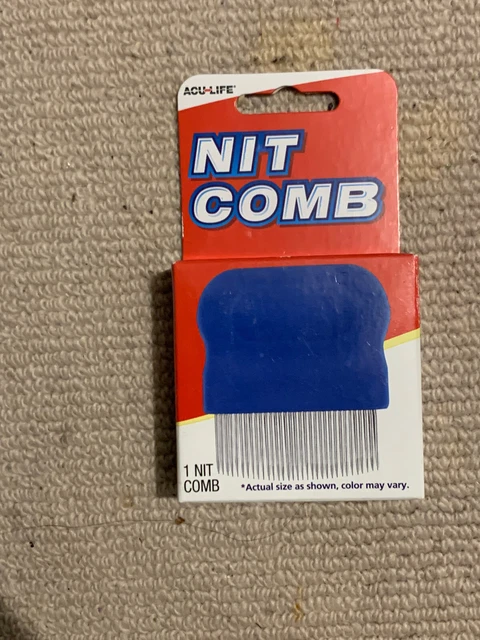 ACU-LIFE®
NIT
COMB
1 NIT
COMB
*Actual size as shown, color may vary.